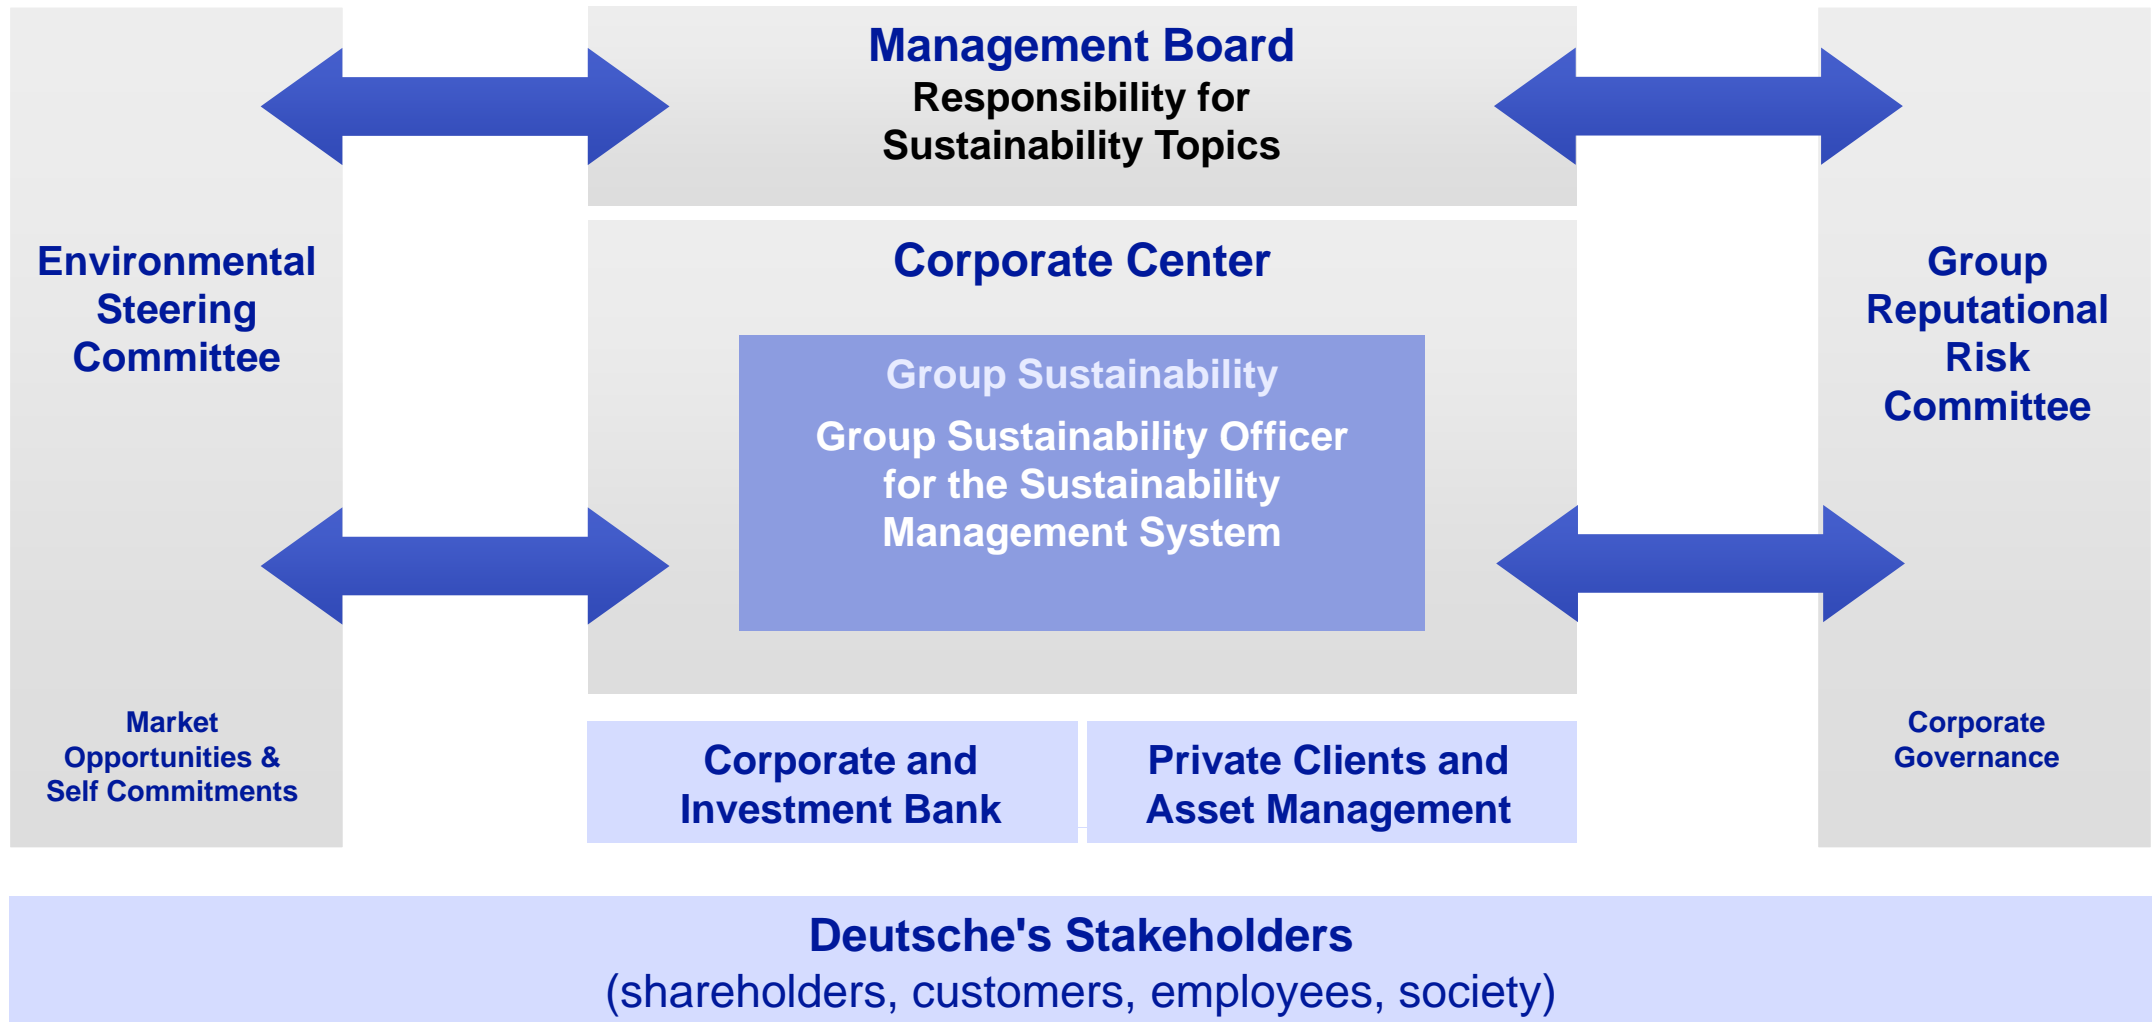 Management Board
Responsibility for
Sustainability Topics
Environmental
Steering
Committee
Market
Opportunities &
Self Commitments
Corporate Center
Group Sustainability
Group Sustainability Officer
for the Sustainability
Management System
Group
Reputational
Risk
Committee
Corporate
Governance
Corporate and
Investment Bank
Private Clients and
Asset Management
Deutsche's Stakeholders
(shareholders, customers, employees, society)